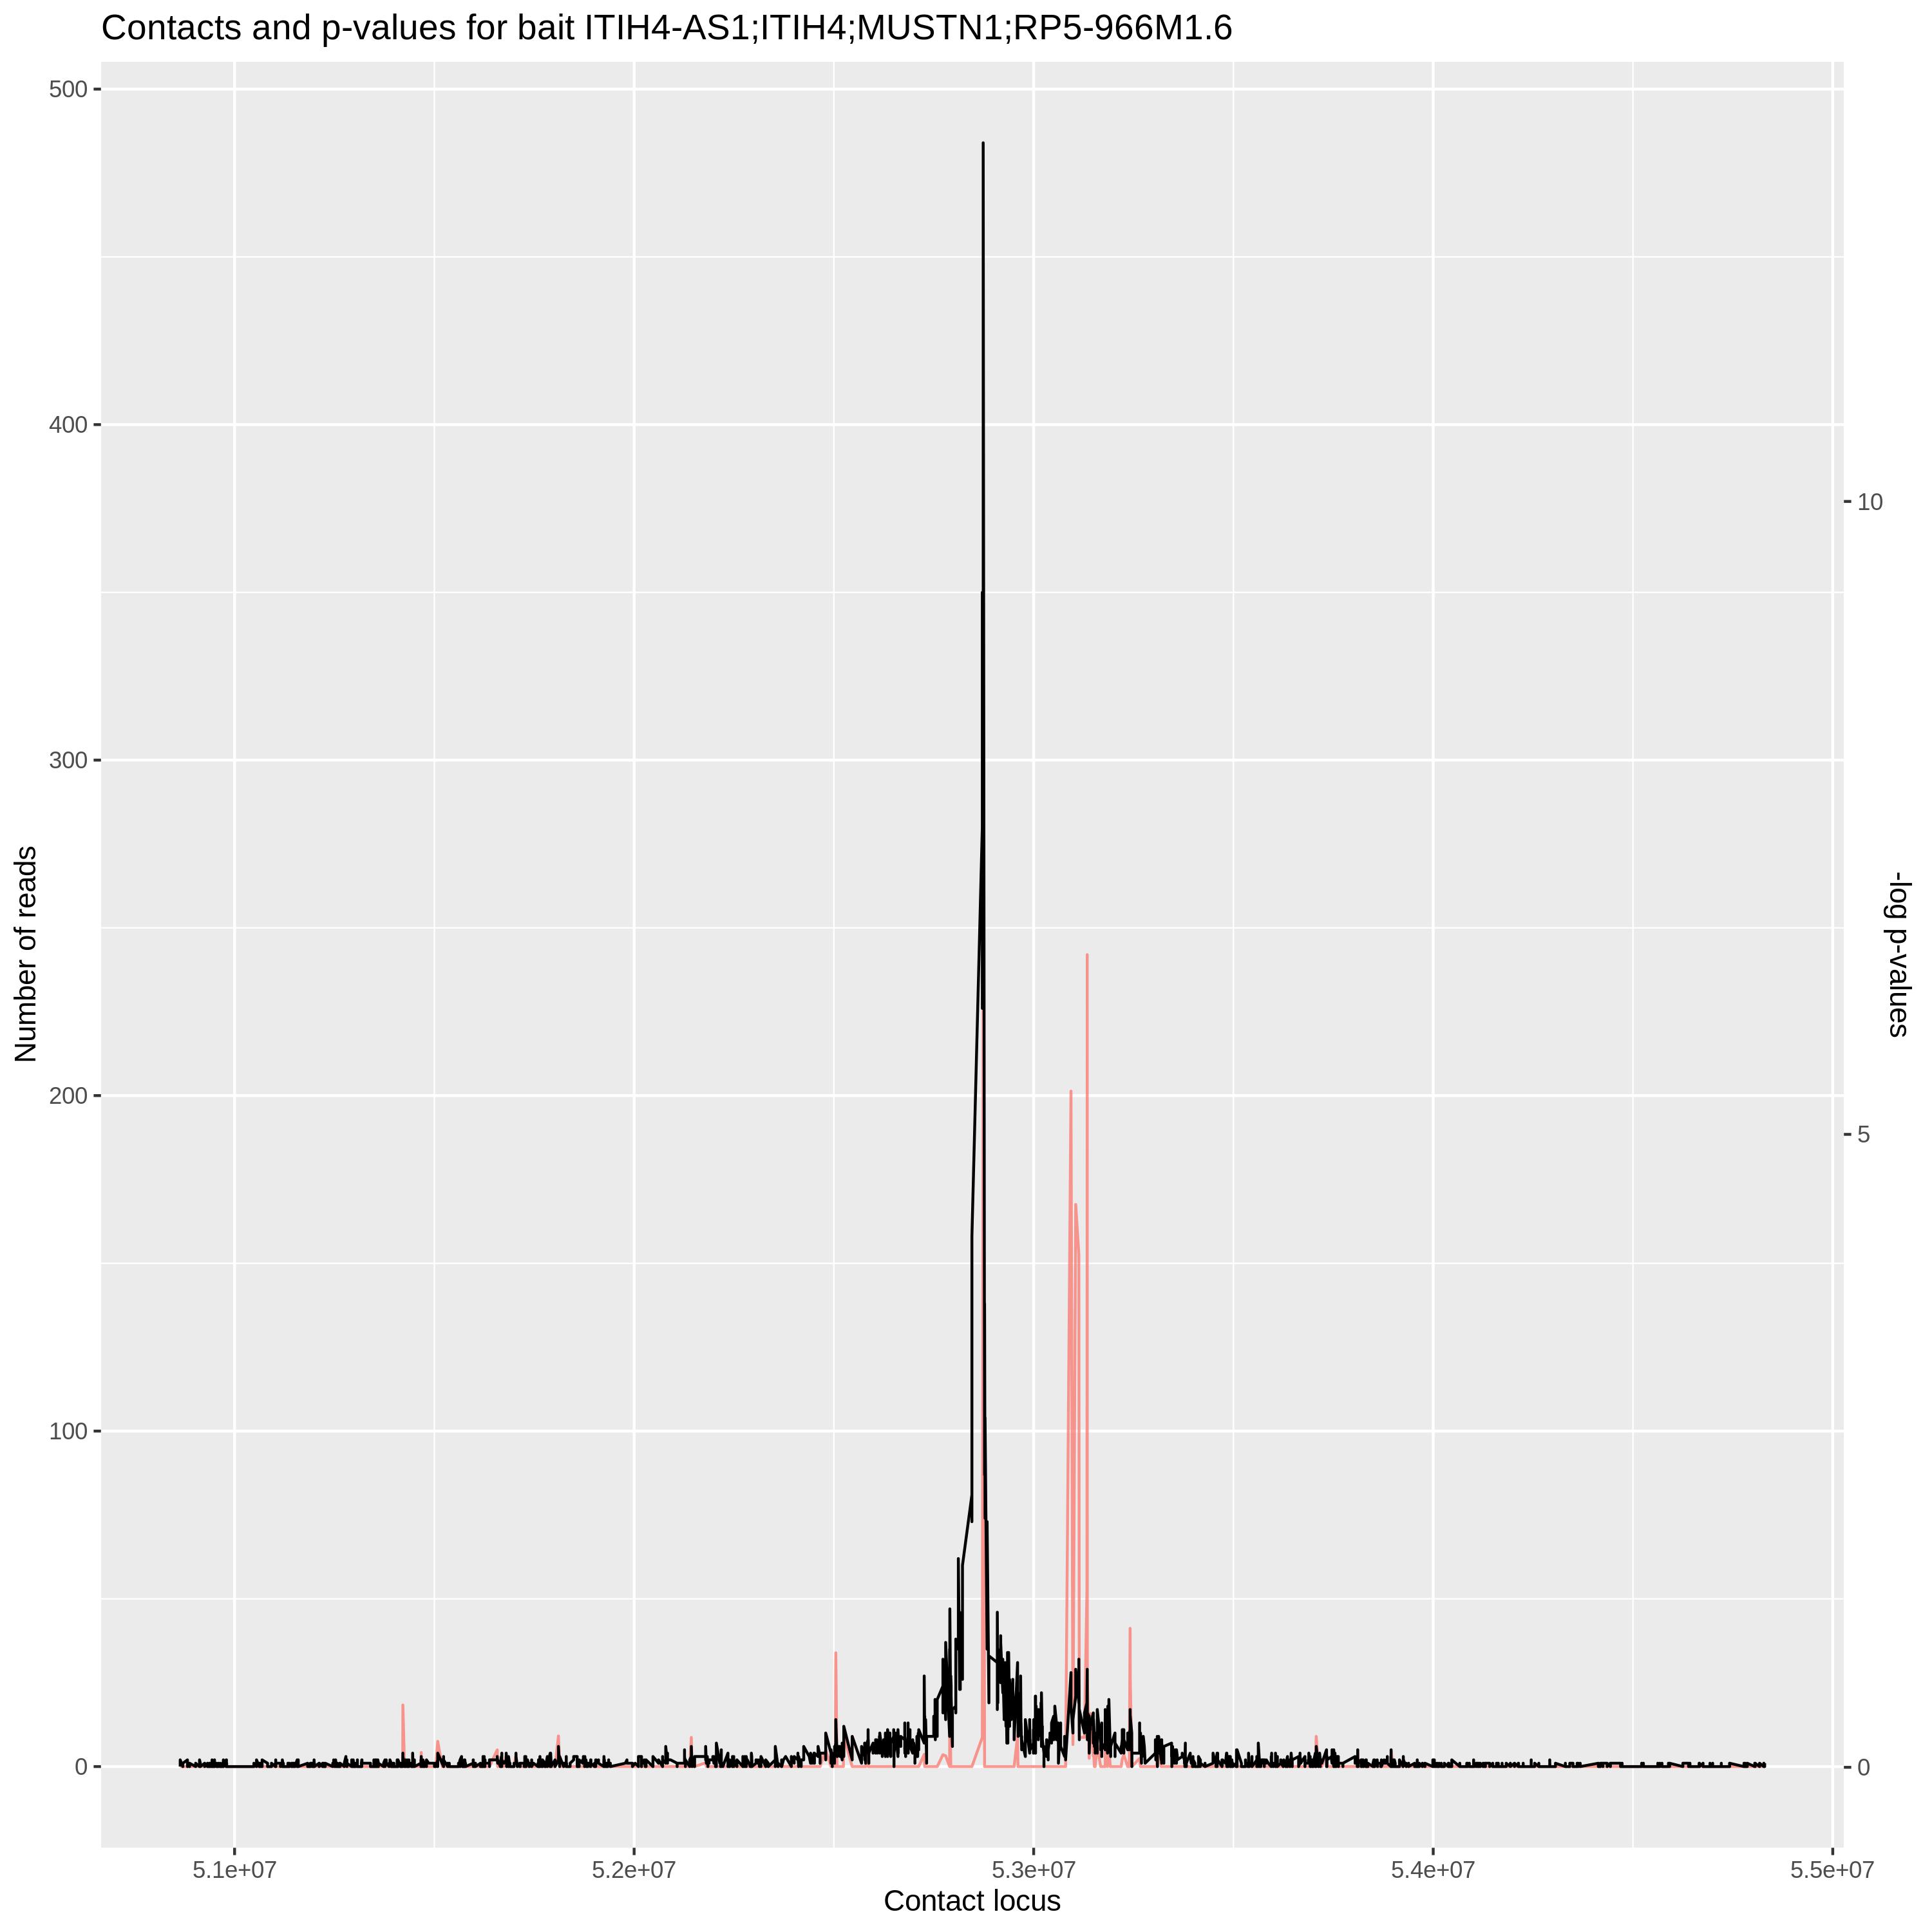 Contacts and p-values for bait ITIH4-AS1;ITIH4;MUSTN1;RP5-966M1.6
500
400
300
200
100
0
Number of reads
10
5
0
-log p-values
5.1e+07
5.2e+07
5.3e+07
5.4e+07
5.5e+07
Contact locus